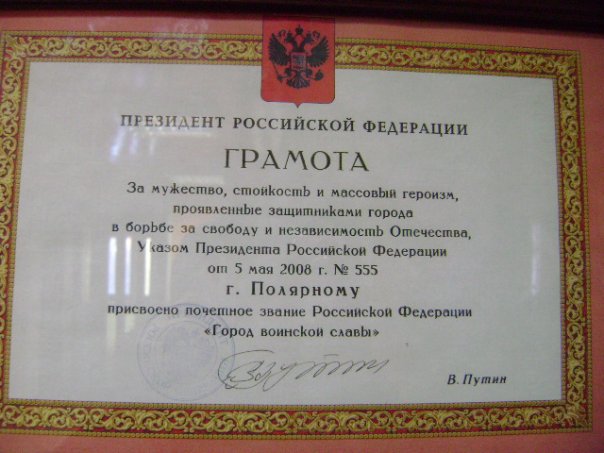 ПРЕЗИДЕНТ РОССИЙСКОЙ ФЕДЕРАЦИИ
ГРАМОТА
За мужество, стойкость и массовый героизм,
проявленные защитниками города
в борьбе за свободу и независимость Отечества,
Указом Президента Российской Федерации
от 5 мая 2008 г. № 555
г. Полярному
присвоено почетное звание Российской Федерации
«Город воинской славы»
В. Путин